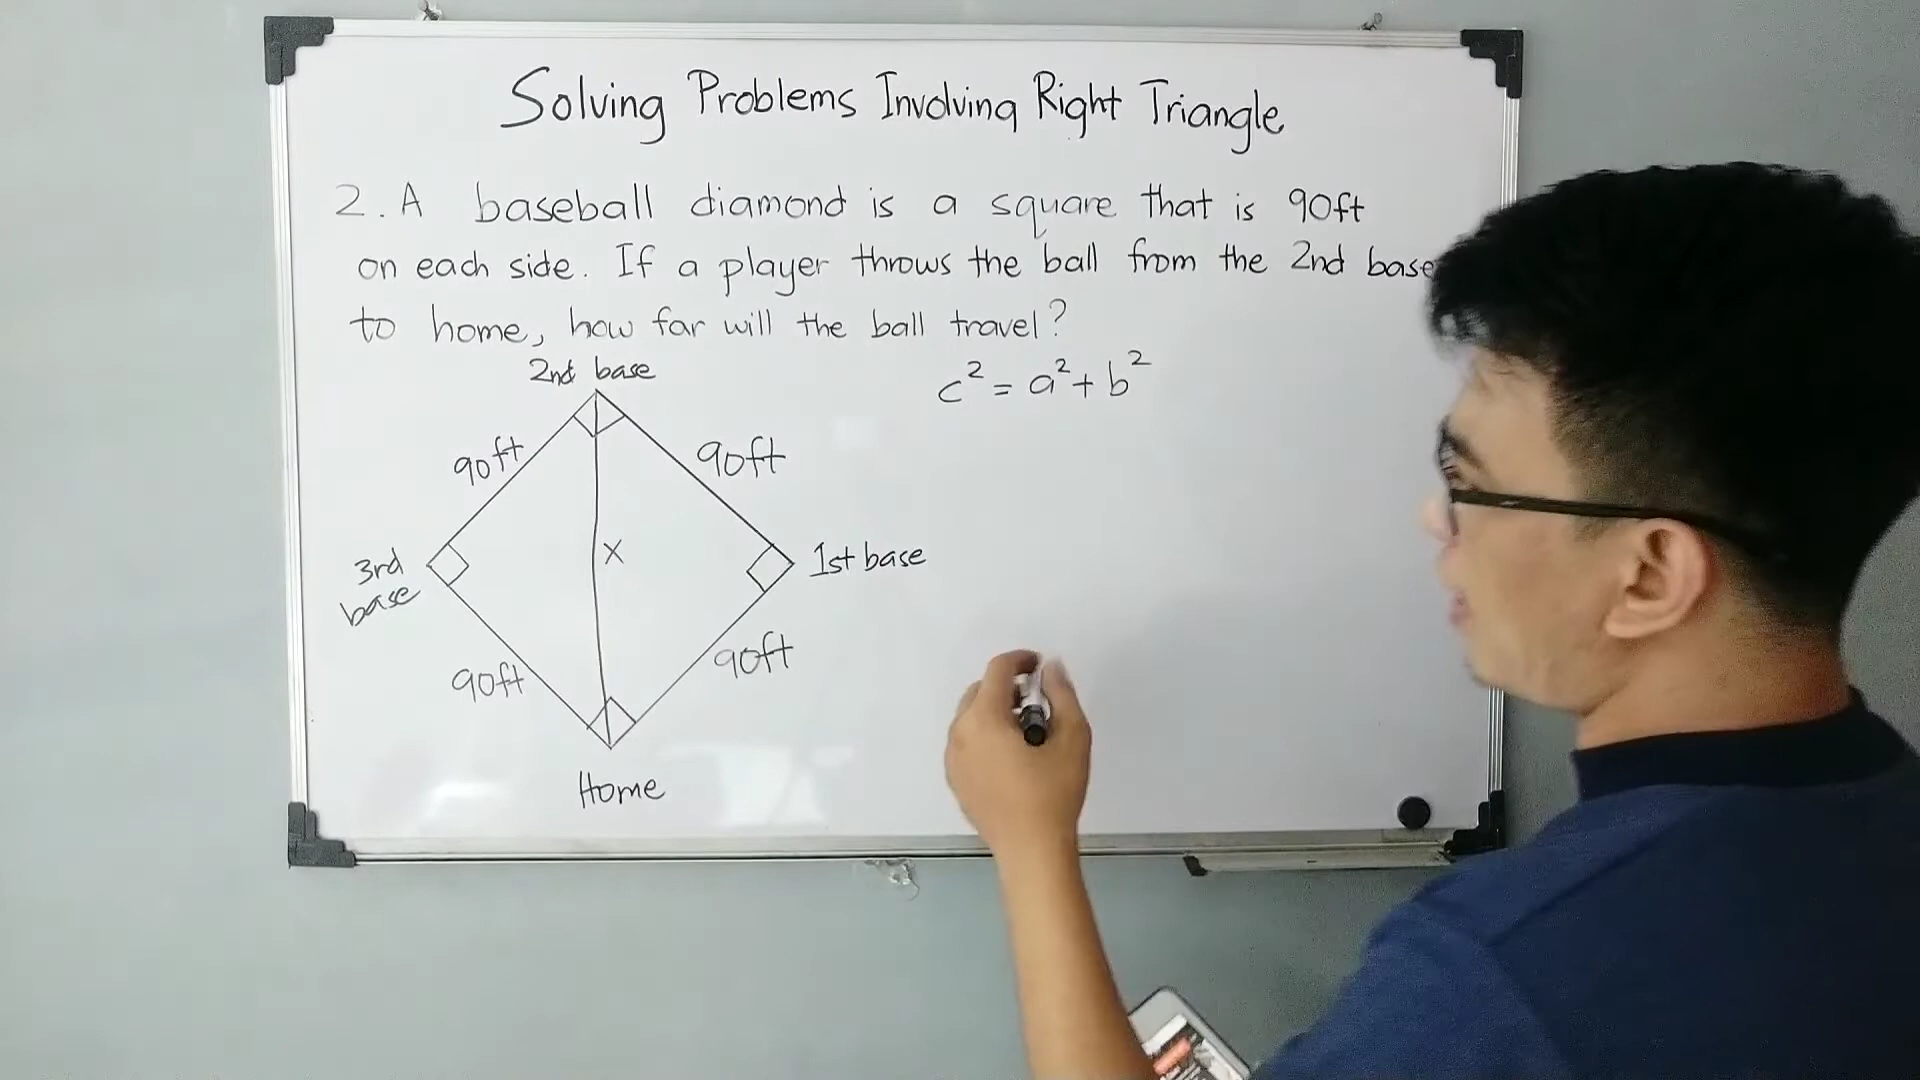 Solving Problems Involving Right Triangle
2. A baseball diamond is a square that is 90ft
on each side. If a player throws the ball from the 2nd base
to home, how far will the ball travel?
2nd base
c² = a² + b²
90ft
90ft
3rd
base
x
1st base
90ft
90ft
Home